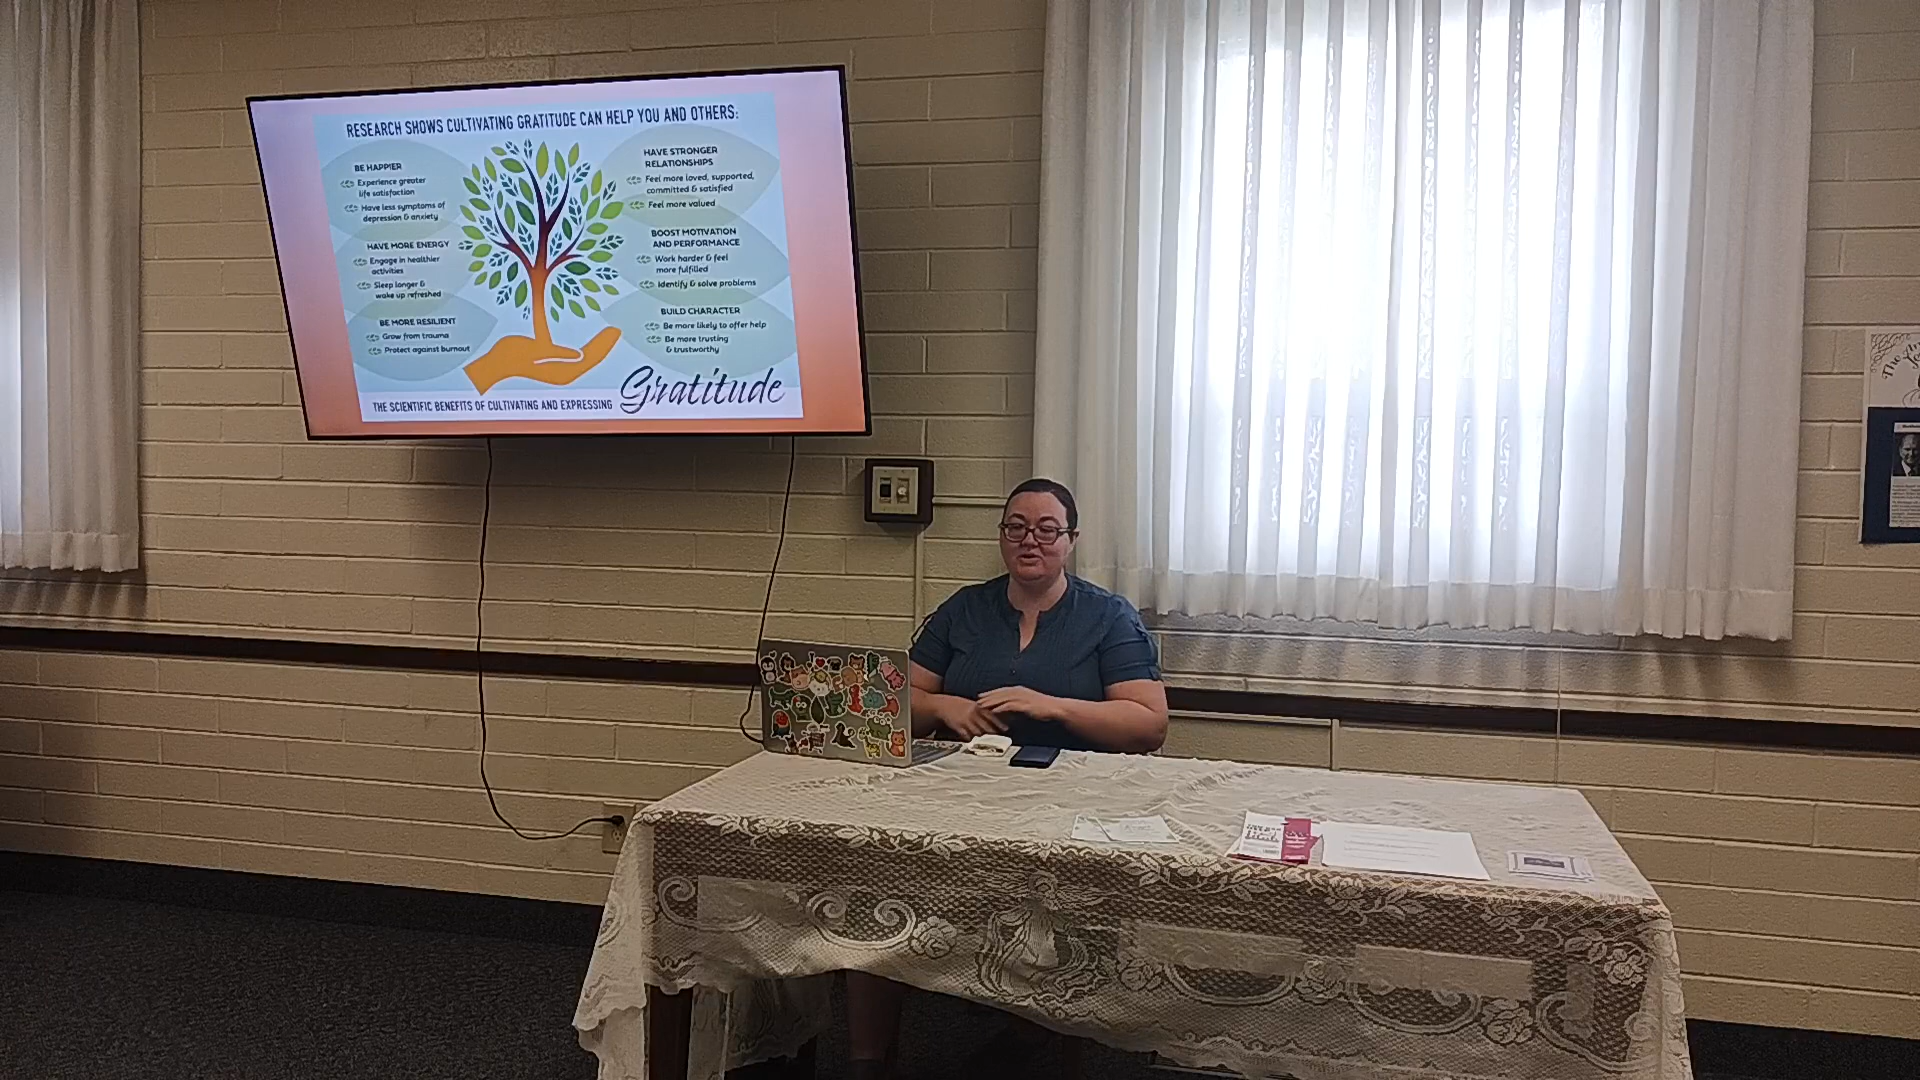 RESEARCH SHOWS CULTIVATING GRATITUDE CAN HELP YOU AND OTHERS:
BE HAPPIER
Experience greater
life satisfaction
Have less symptoms of
depression & anxiety
HAVE MORE ENERGY
Engage in healthier
activities
Sleep longer &
wake up refreshed
BE MORE RESILIENT
Grow from trauma
Protect against burnout
HAVE STRONGER
RELATIONSHIPS
Feel more loved, supported,
committed & satisfied
Feel more valued
BOOST MOTIVATION
AND PERFORMANCE
Work harder & feel
more fulfilled
Identify & solve problems
BUILD CHARACTER
Be more likely to offer help
Be more trusting
& trustworthy
THE SCIENTIFIC BENEFITS OF CULTIVATING AND EXPRESSING Gratitude